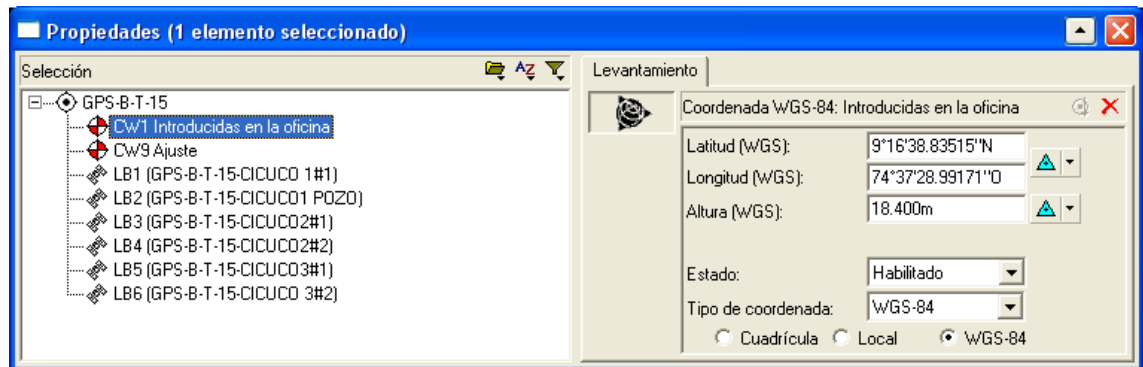 Propiedades (1 elemento seleccionado)
Selección
GPS-B-T-15
CW1 Introducidas en la oficina
CW9 Ajuste
LB1 (GPS-B-T-15-CICUCO 1#1)
LB2 (GPS-B-T-15-CICUCO1 POZO)
LB3 (GPS-B-T-15-CICUCO2#1)
LB4 (GPS-B-T-15-CICUCO2#2)
LB5 (GPS-B-T-15-CICUCO3#1)
LB6 (GPS-B-T-15-CICUCO 3#2)
Levantamiento
Coordenada WGS-84: Introducidas en la oficina
Latitud (WGS): 9°16'38.83515''N
Longitud (WGS): 74°37'28.99171''O
Altura (WGS): 18.400m
Estado: Habilitado
Tipo de coordenada: WGS-84
Cuadrícula Local WGS-84